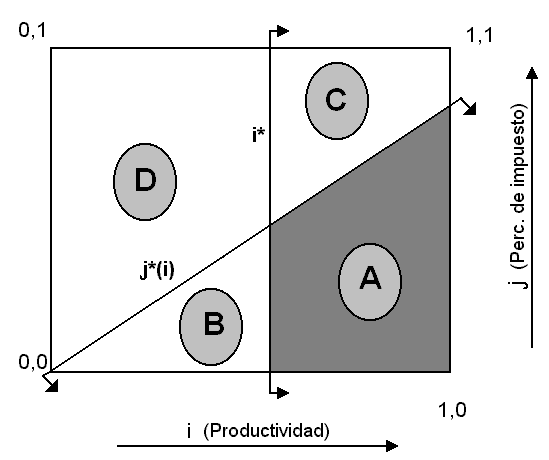 0,1
1,1
C
i*
D
j*(i)
A
B
0,0
1,0
i (Productividad)
j (Perc. de impuesto)